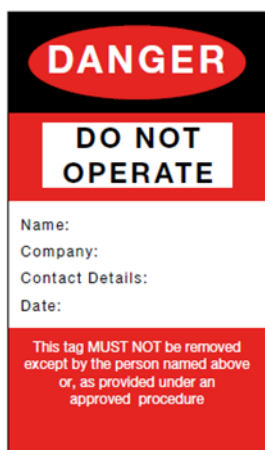 DANGER
DO NOT
OPERATE
Name:
Company:
Contact Details:
Date:
This tag MUST NOT be removed
except by the person named above
or, as provided under an
approved procedure